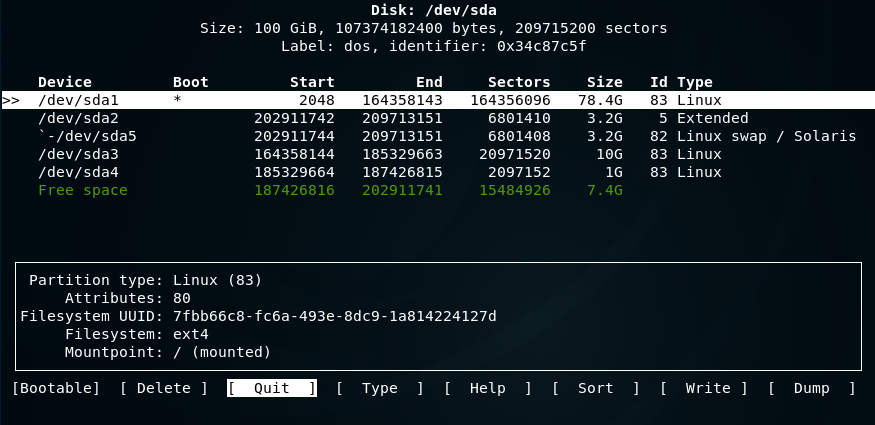 Disk: /dev/sda
Size: 100 GiB, 107374182400 bytes, 209715200 sectors
Label: dos, identifier: 0x34c87c5f
Device Boot Start End Sectors Size Id Type
>> /dev/sda1 * 2048 164358143 164356096 78.4G 83 Linux
/dev/sda2 202911742 209713151 6801410 3.2G 5 Extended
`-/dev/sda5 202911744 209713151 6801408 3.2G 82 Linux swap / Solaris
/dev/sda3 164358144 185329663 20971520 10G 83 Linux
/dev/sda4 185329664 187426815 2097152 1G 83 Linux
Free space 187426816 202911741 15484926 7.4G
Partition type: Linux (83)
Attributes: 80
Filesystem UUID: 7fbb66c8-fc6a-493e-8dc9-1a814224127d
Filesystem: ext4
Mountpoint: / (mounted)
[Bootable] [ Delete ] [ Quit ] [ Type ] [ Help ] [ Sort ] [ Write ] [ Dump ]